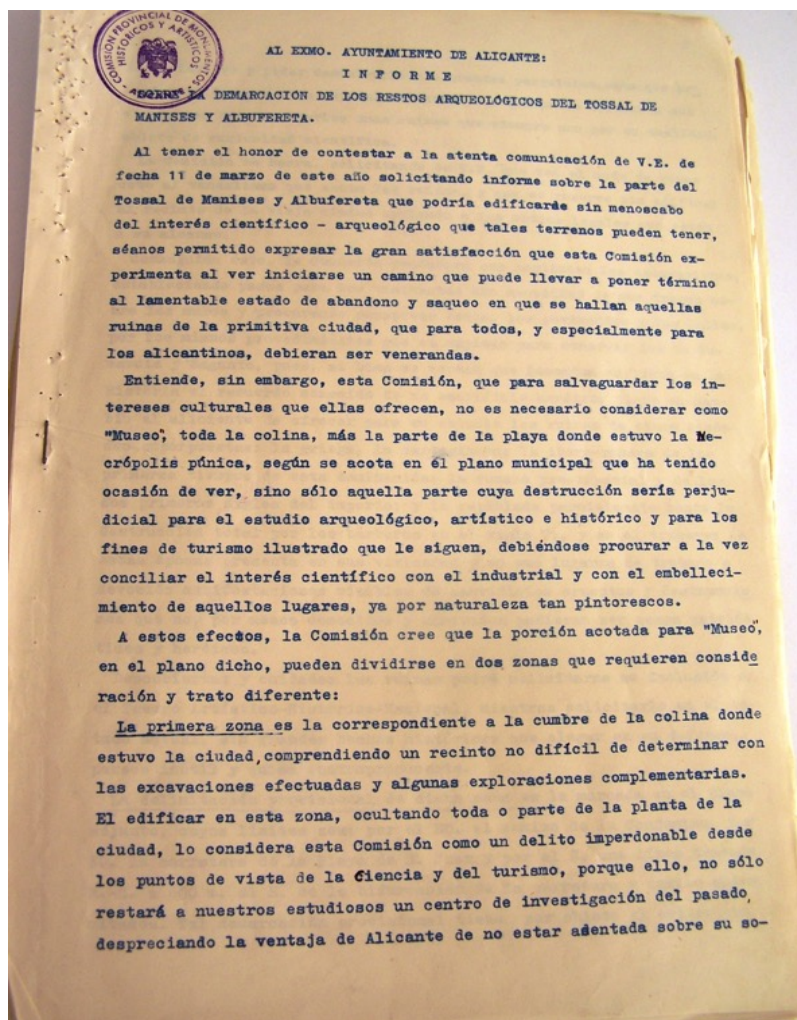 COMISIÓN PROVINCIAL DE MONUMENTOS
HISTÓRICOS Y ARTÍSTICOS
- ALICANTE -
AL EXMO. AYUNTAMIENTO DE ALICANTE:
INFORME
LA DEMARCACIÓN DE LOS RESTOS ARQUEOLÓGICOS DEL TOSSAL DE
MANISES Y ALBUFERETA.
Al tener el honor de contestar a la atenta comunicación de V.E. de
fecha 11 de marzo de este año solicitando informe sobre la parte del
Tossal de Manises y Albufereta que podría edificarde sin menoscabo
del interés científico - arqueológico que tales terrenos pueden tener,
séanos permitido expresar la gran satisfacción que esta Comisión ex-
perimenta al ver iniciarse un camino que puede llevar a poner término
al lamentable estado de abandono y saqueo en que se hallan aquellas
ruinas de la primitiva ciudad, que para todos, y especialmente para
los alicantinos, debieran ser venerandas.
Entiende, sin embargo, esta Comisión, que para salvaguardar los in-
tereses culturales que ellas ofrecen, no es necesario considerar como
"Museo", toda la colina, más la parte de la playa donde estuvo la Ne-
crópolis púnica, según se acota en el plano municipal que ha tenido
ocasión de ver, sino sólo aquella parte cuya destrucción sería perju-
dicial para el estudio arqueológico, artístico e histórico y para los
fines de turismo ilustrado que le siguen, debiéndose procurar a la vez
conciliar el interés científico con el industrial y con el embelleci-
miento de aquellos lugares, ya por naturaleza tan pintorescos.
A estos efectos, la Comisión cree que la porción acotada para "Museo",
en el plano dicho, pueden dividirse en dos zonas que requieren conside
ración y trato diferente:
La primera zona es la correspondiente a la cumbre de la colina donde
estuvo la ciudad, comprendiendo un recinto no difícil de determinar con
las excavaciones efectuadas y algunas exploraciones complementarias.
El edificar en esta zona, ocultando toda o parte de la planta de la
ciudad, lo considera esta Comisión como un delito imperdonable desde
los puntos de vista de la Ciencia y del turismo, porque ello, no sólo
restará a nuestros estudiosos un centro de investigación del pasado,
despreciando la ventaja de Alicante de no estar asentada sobre su so-